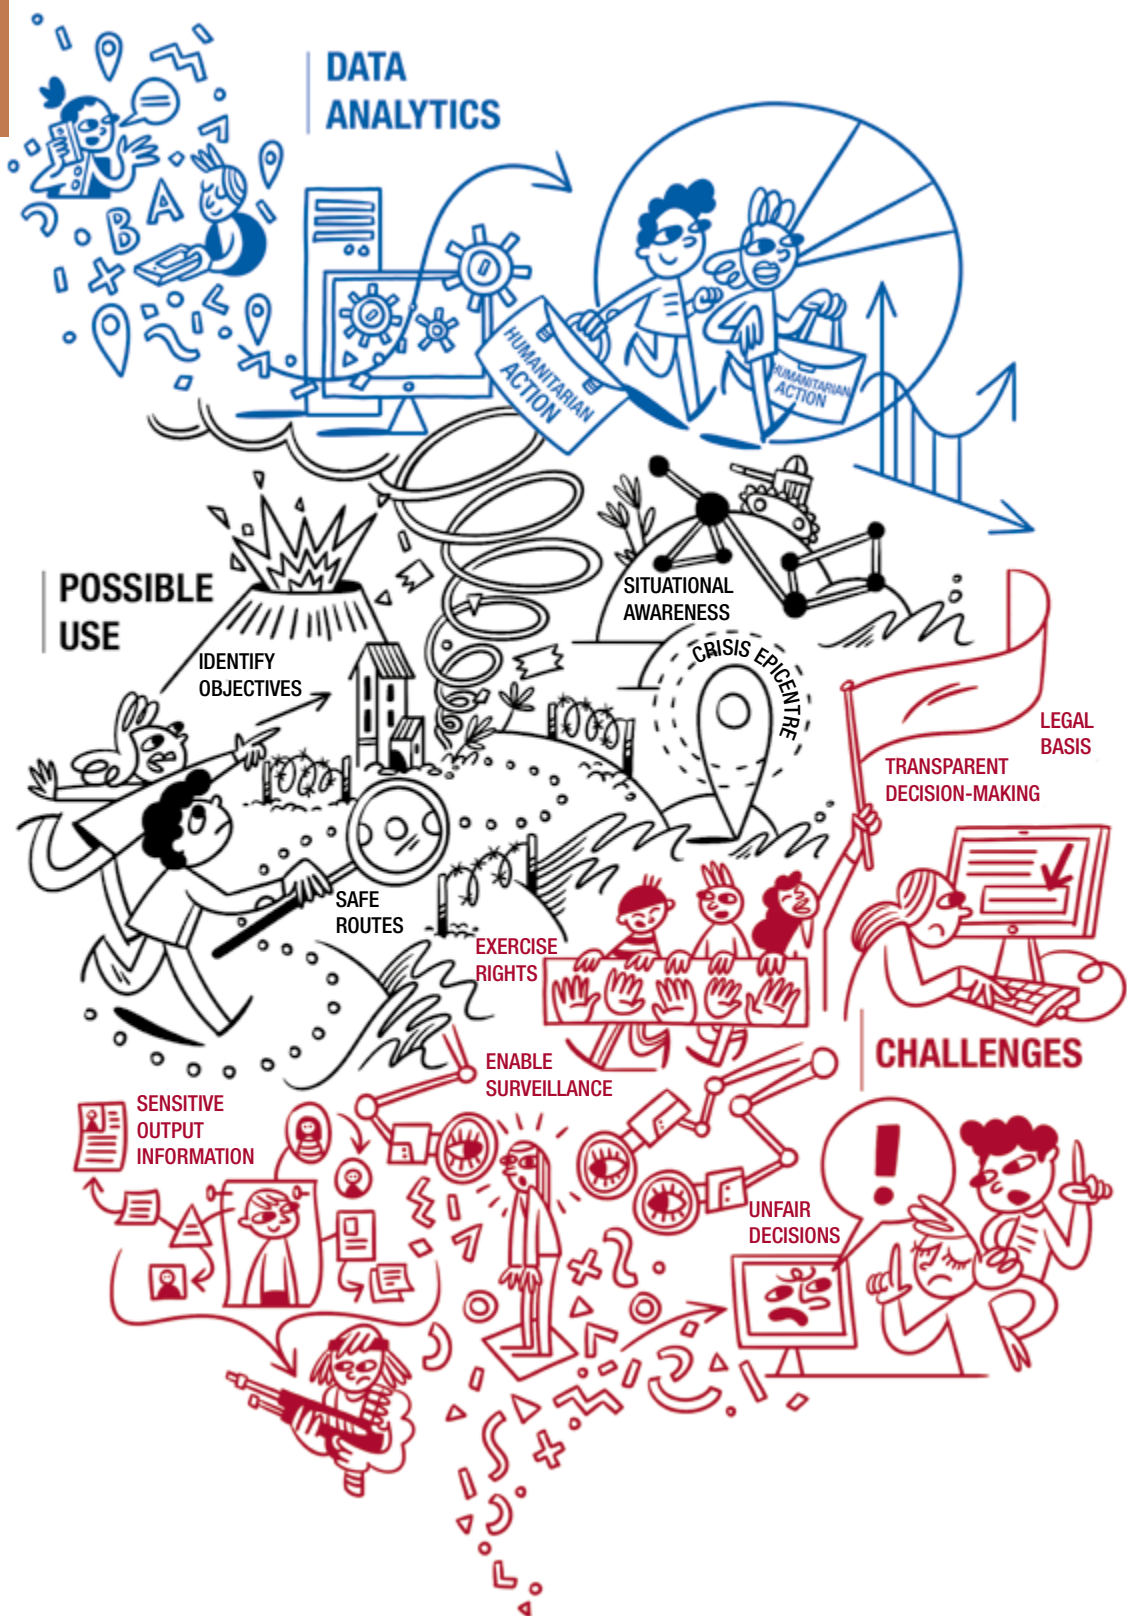 DATA
ANALYTICS
B
A
HUMANITARIAN
ACTION
HUMANITARIAN
ACTION
POSSIBLE
USE
SITUATIONAL
AWARENESS
IDENTIFY
OBJECTIVES
CRISIS EPICENTRE
LEGAL
BASIS
TRANSPARENT
DECISION-MAKING
SAFE
ROUTES
EXERCISE
RIGHTS
CHALLENGES
ENABLE
SURVEILLANCE
SENSITIVE
OUTPUT
INFORMATION
!
UNFAIR
DECISIONS